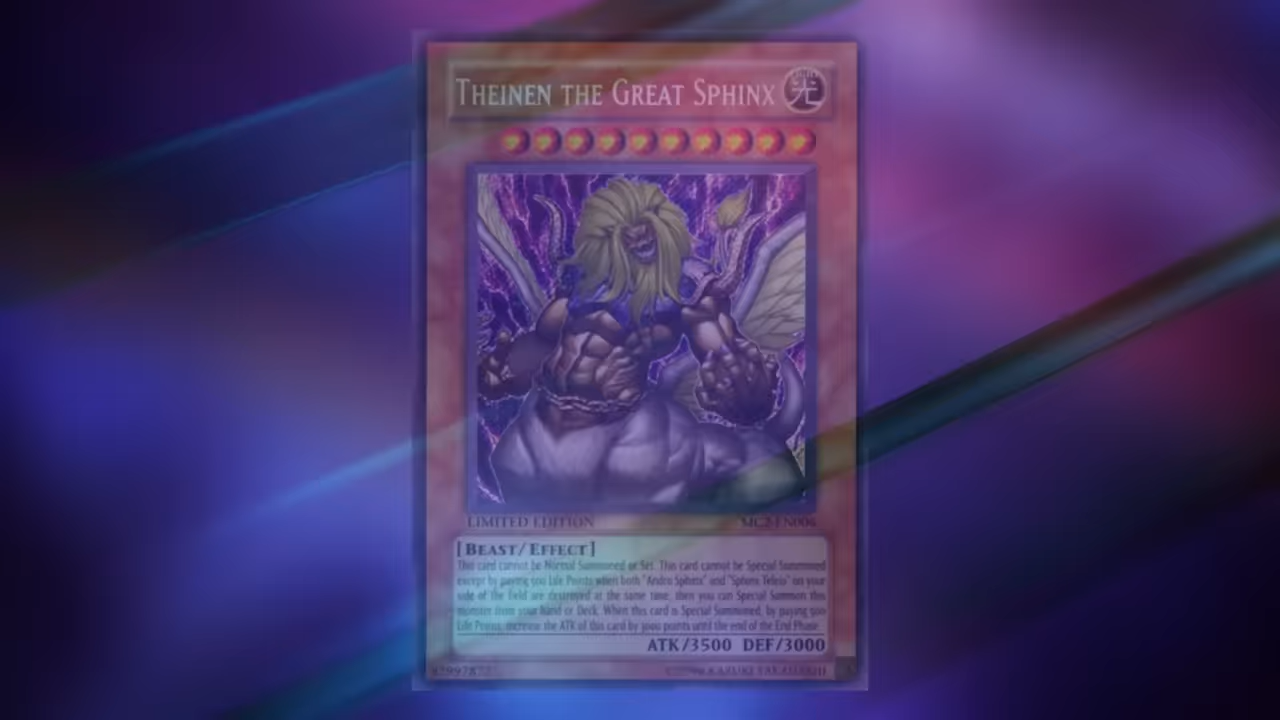 THEINEN THE GREAT SPHINX
光
LIMITED EDITION
MC2-EN006
[BEAST/EFFECT]
This card cannot be Normal Summoned or Set. This card cannot be Special Summoned
except by paying 500 Life Points when both "Andro Sphinx" and "Sphinx Teleia" on your
side of the field are destroyed at the same time, then you can Special Summon this
monster from your hand or Deck. When this card is Special Summoned, by paying 500
Life Points, increase the ATK of this card by 3000 points until the end of the End Phase.
ATK/3500 DEF/3000
KAZUKI TAKAHASHI